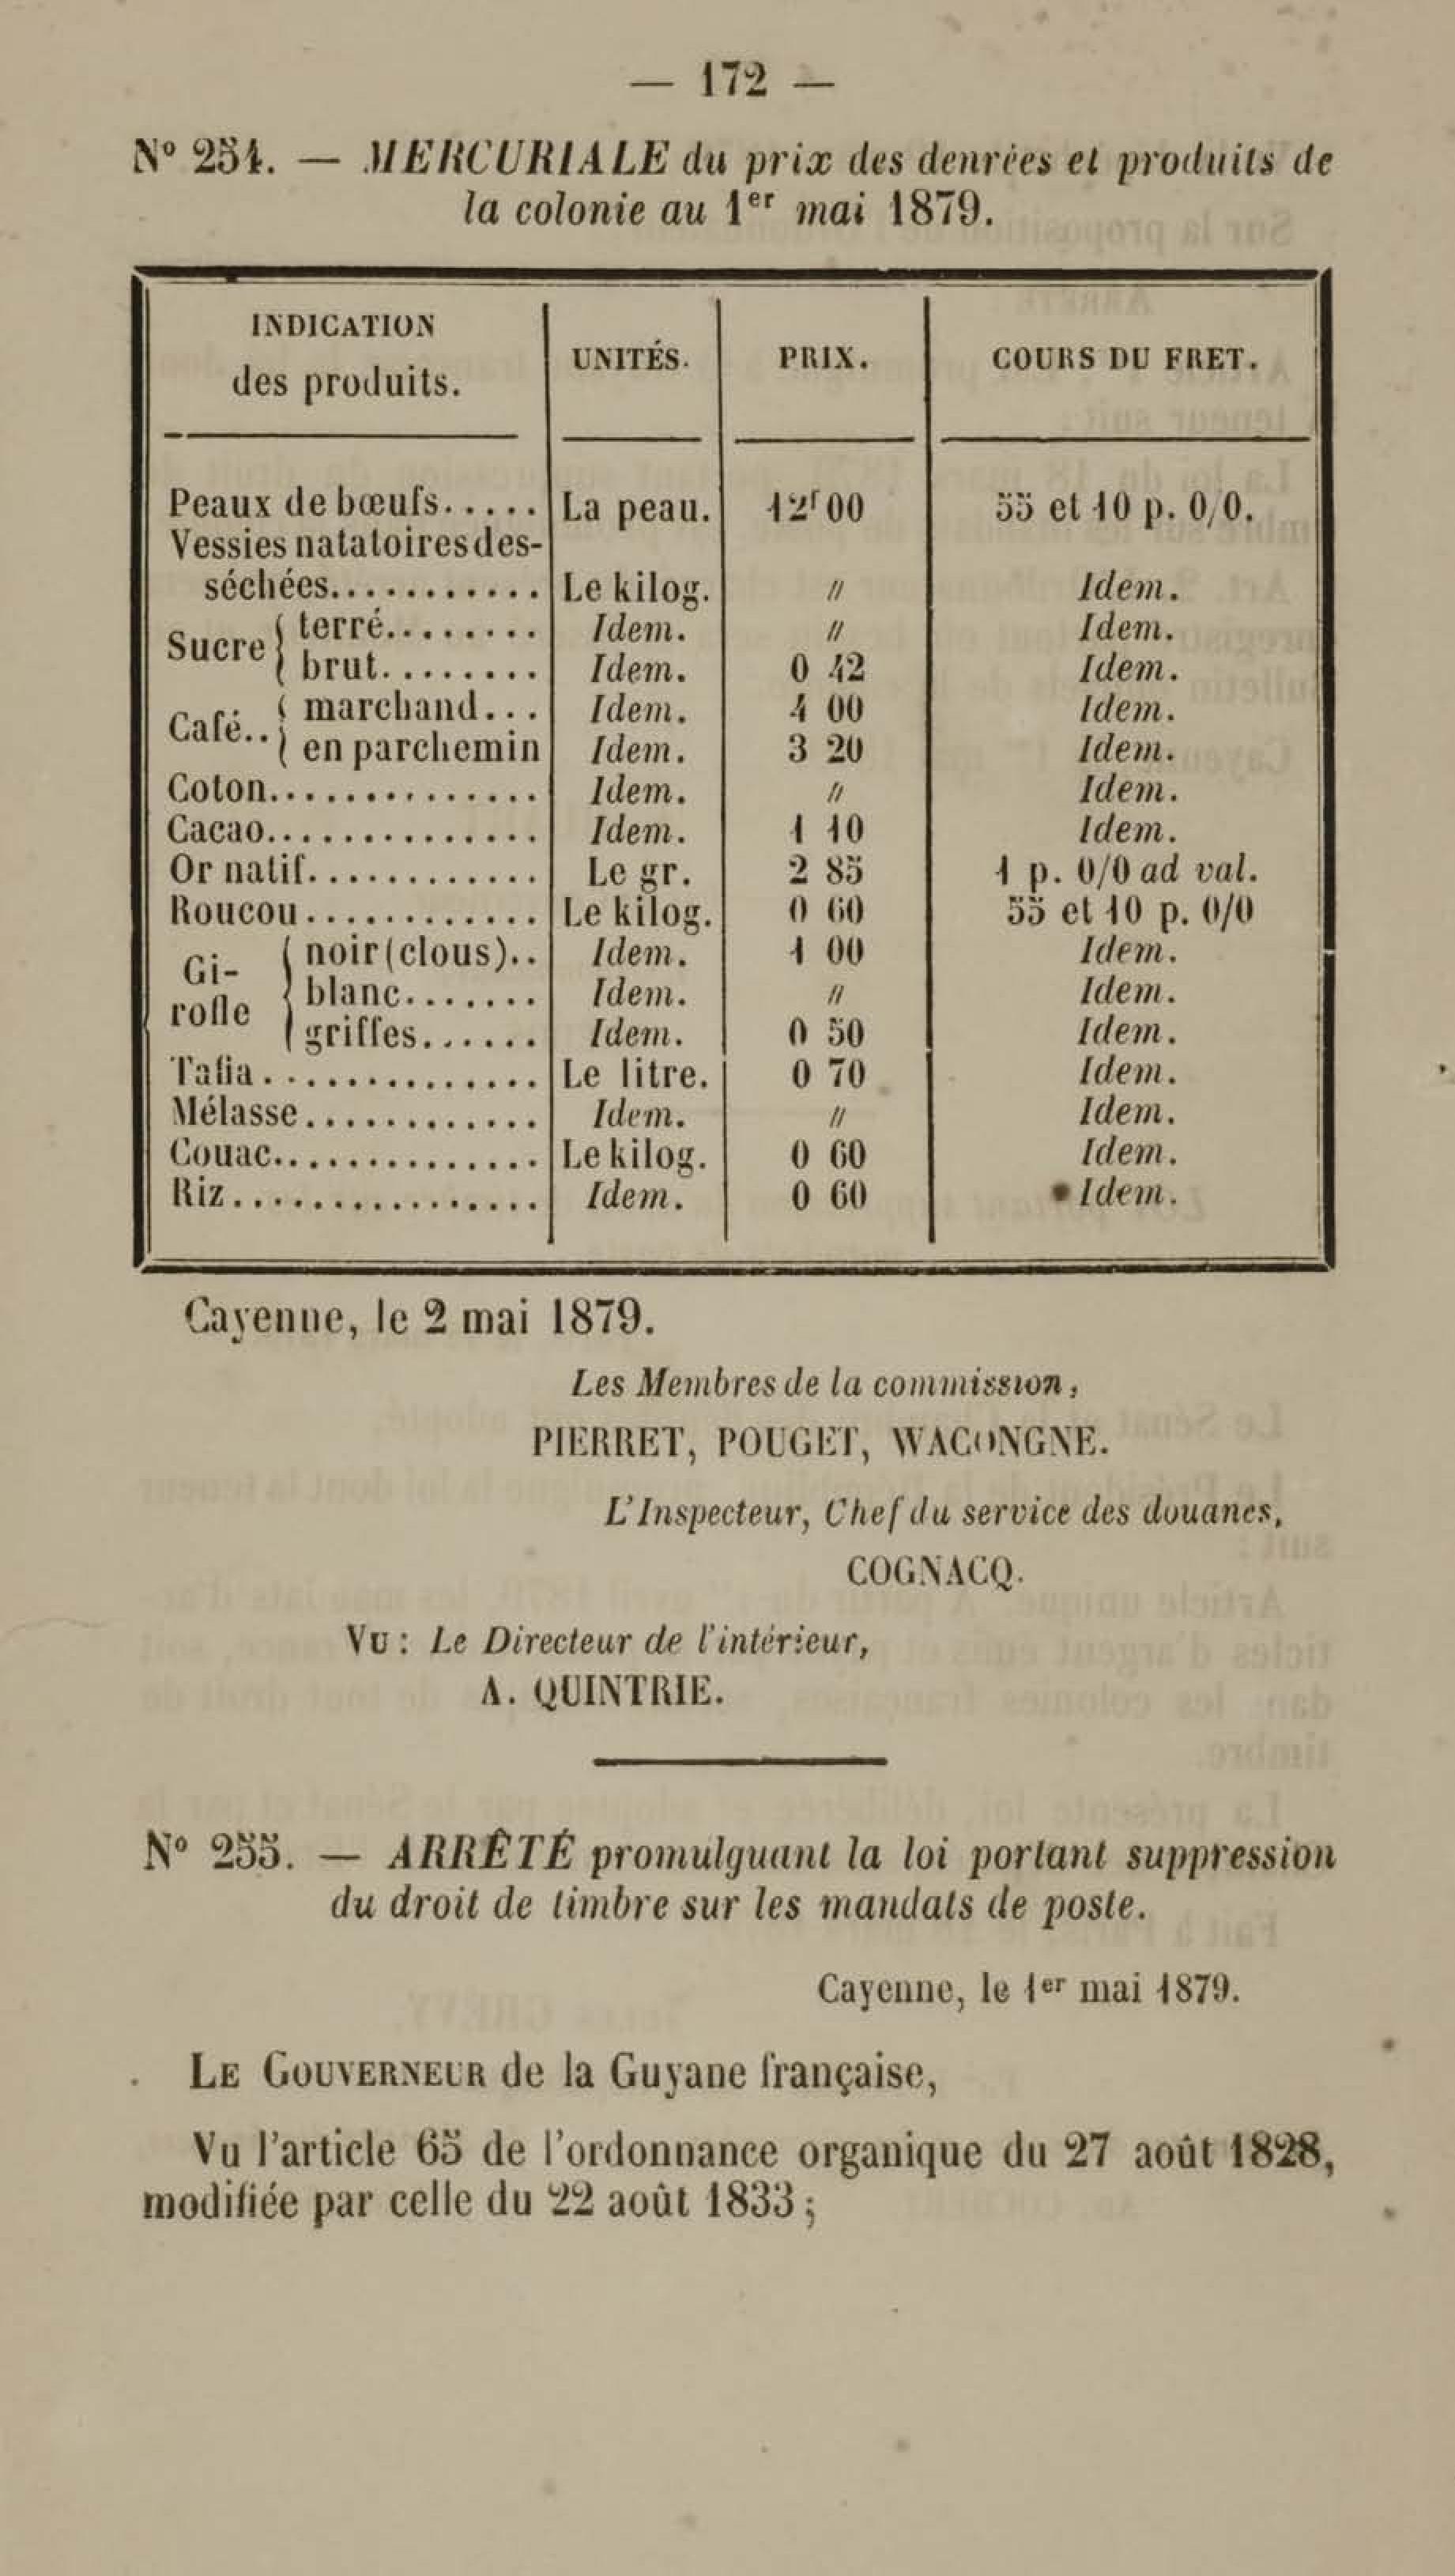 — 172 —
N° 254. — MERCURIALE du prix des denrées et produits de
la colonie au 1er mai 1879.
INDICATION des produits. UNITÉS. PRIX. COURS DU FRET.
Peaux de bœufs..... La peau. 12f00 55 et 10 p. 0/0.
Vessies natatoires des-
séchées............ Le kilog. // Idem.
Sucre { terré........ Idem. // Idem.
{ brut........ Idem. 0 42 Idem.
Café.. { marchand... Idem. 4 00 Idem.
{ en parchemin Idem. 3 20 Idem.
Coton............... Idem. // Idem.
Cacao............... Idem. 1 10 Idem.
Or natif............. Le gr. 2 85 1 p. 0/0 ad val.
Roucou............. Le kilog. 0 60 55 et 10 p. 0/0
Gi-rofle { noir (clous).. Idem. 1 00 Idem.
{ blanc....... Idem. // Idem.
{ griffes...... Idem. 0 50 Idem.
Tafia............... Le litre. 0 70 Idem.
Mélasse............. Idem. // Idem.
Couac............... Le kilog. 0 60 Idem.
Riz................. Idem. 0 60 Idem.
Cayenne, le 2 mai 1879.
Les Membres de la commission,
PIERRET, POUGET, WACONGNE.
L'Inspecteur, Chef du service des douanes,
COGNACQ.
Vu : Le Directeur de l'intérieur,
A. QUINTRIE.
N° 255. — ARRÊTÉ promulguant la loi portant suppression
du droit de timbre sur les mandats de poste.
Cayenne, le 1er mai 1879.
LE GOUVERNEUR de la Guyane française,
Vu l'article 65 de l'ordonnance organique du 27 août 1828,
modifiée par celle du 22 août 1833 ;